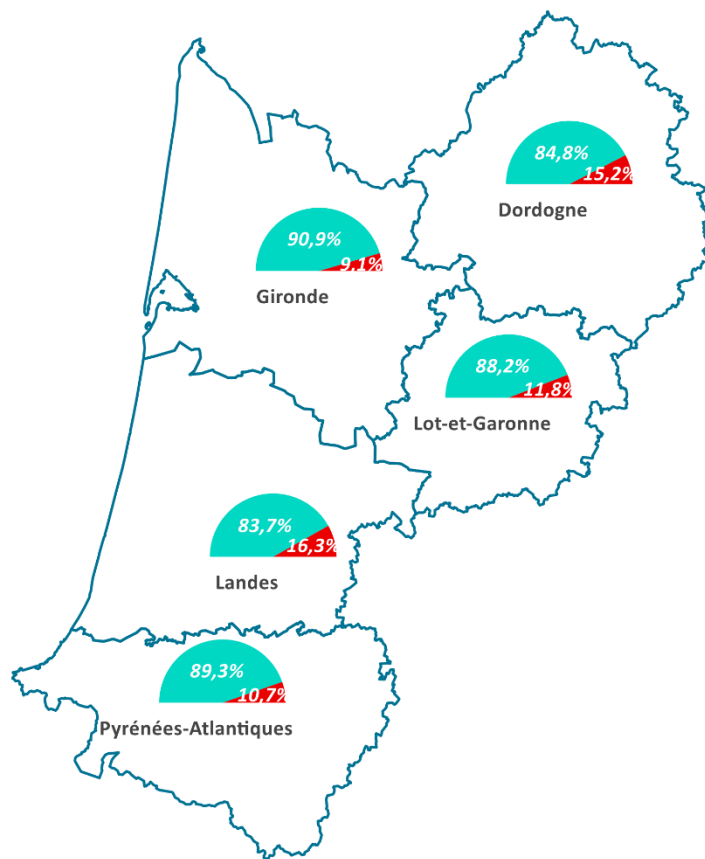 84,8%
15,2%
Dordogne
90,9%
9,1%
Gironde
88,2%
11,8%
Lot-et-Garonne
83,7%
16,3%
Landes
89,3%
10,7%
Pyrénées-Atlantiques